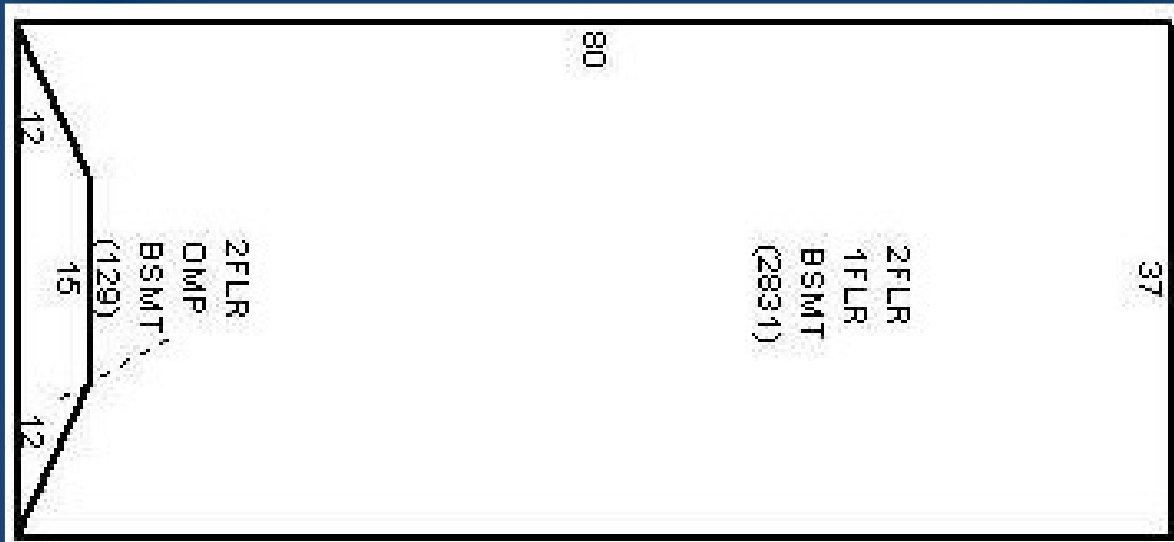 80
37
2FLR
1FLR
BSMT
(2831)
2FLR
OMP
BSMT
(129)
12
15
12